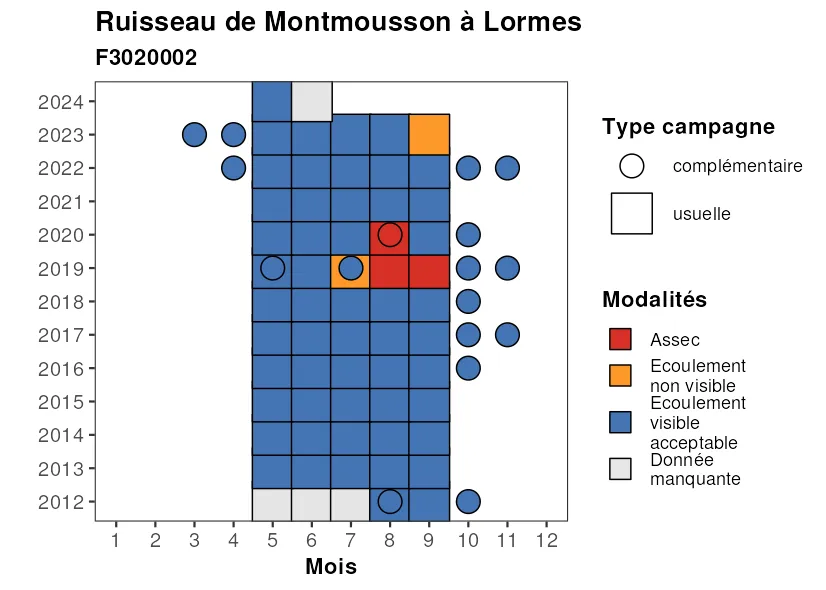 Ruisseau de Montmousson à Lormes
F3020002
2024
2023
2022
2021
2020
2019
2018
2017
2016
2015
2014
2013
2012
1 2 3 4 5 6 7 8 9 10 11 12
Mois
Type campagne
complémentaire
usuelle
Modalités
Assec
Ecoulement
non visible
Ecoulement
visible
acceptable
Donnée
manquante